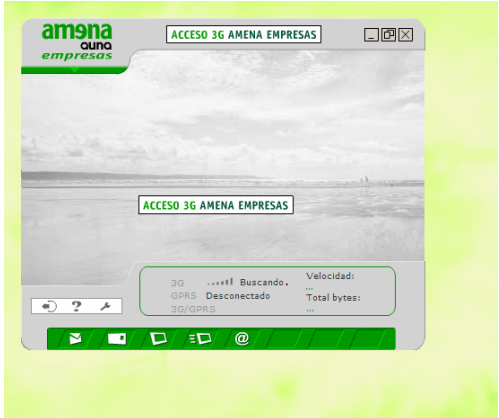 amena
auna
empresas
ACCESO 3G AMENA EMPRESAS
ACCESO 3G AMENA EMPRESAS
3G Buscando.
GPRS Desconectado
3G/GPRS
Velocidad:
...
Total bytes:
...
?
@